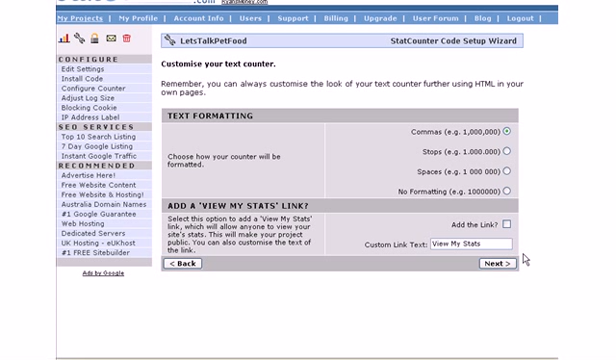 .com RyansMoney.com
My Projects | My Profile | Account Info | Users | Support | Billing | Upgrade | User Forum | Blog | Logout |
LetsTalkPetFood StatCounter Code Setup Wizard
CONFIGURE
Edit Settings
Install Code
Configure Counter
Adjust Log Size
Blocking Cookie
IP Address Label
SEO SERVICES
Top 10 Search Listing
7 Day Google Listing
Instant Google Traffic
RECOMMENDED
Advertise Here!
Free Website Content
Free Website & Hosting!
Australia Domain Names
#1 Google Guarantee
Web Hosting
Dedicated Servers
UK Hosting - eUKhost
#1 FREE Sitebuilder
Ads by Google
Customise your text counter.
Remember, you can always customise the look of your text counter further using HTML in your
own pages.
TEXT FORMATTING
Choose how your counter will be
formatted.
Commas (e.g. 1,000,000)
Stops (e.g. 1.000.000)
Spaces (e.g. 1 000 000)
No Formatting (e.g. 1000000)
ADD A 'VIEW MY STATS' LINK?
Select this option to add a 'View My Stats'
link, which will allow anyone to view your
site's stats. This will make your project
public. You can also customise the text of
the link.
Add the Link?
Custom Link Text: View My Stats
< Back
Next >